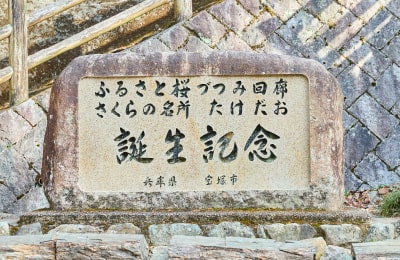 ふるさと桜づつみ回廊
さくらの名所たけだお
誕生記念
兵庫県 宝塚市